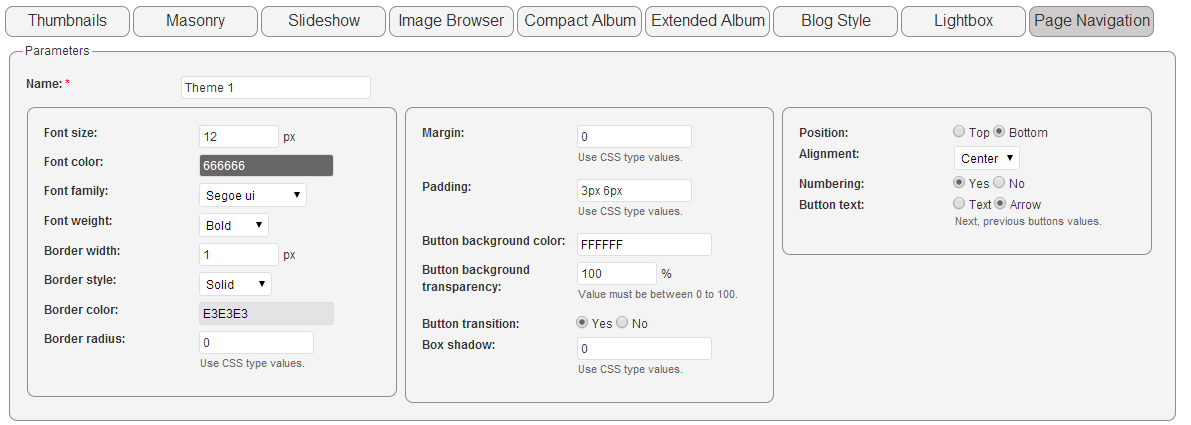 Thumbnails Masonry Slideshow Image Browser Compact Album Extended Album Blog Style Lightbox Page Navigation
Parameters
Name: * Theme 1
Font size: 12 px
Font color: 666666
Font family: Segoe ui
Font weight: Bold
Border width: 1 px
Border style: Solid
Border color: E3E3E3
Border radius: 0
Use CSS type values.
Margin: 0
Use CSS type values.
Padding: 3px 6px
Use CSS type values.
Button background color: FFFFFF
Button background
transparency: 100 %
Value must be between 0 to 100.
Button transition: Yes No
Box shadow: 0
Use CSS type values.
Position: Top Bottom
Alignment: Center
Numbering: Yes No
Button text: Text Arrow
Next, previous buttons values.